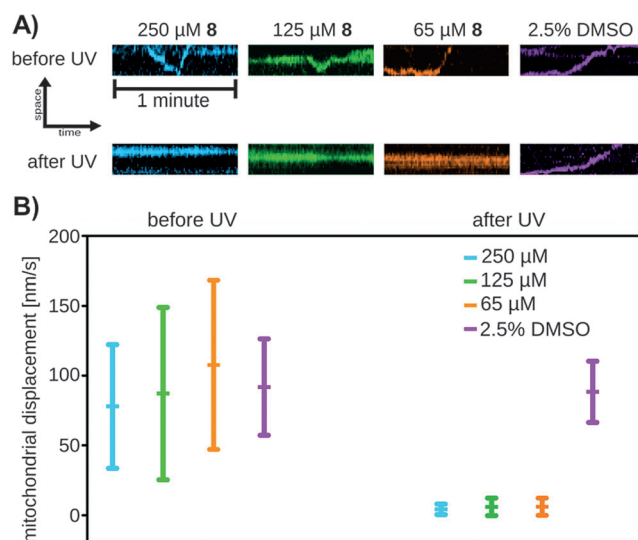 A)
250 µM 8
125 µM 8
65 µM 8
2.5% DMSO
before UV
1 minute
space
time
after UV
B)
before UV
after UV
200
150
100
50
0
mitochondrial displacement [nm/s]
250 µM
125 µM
65 µM
2.5% DMSO